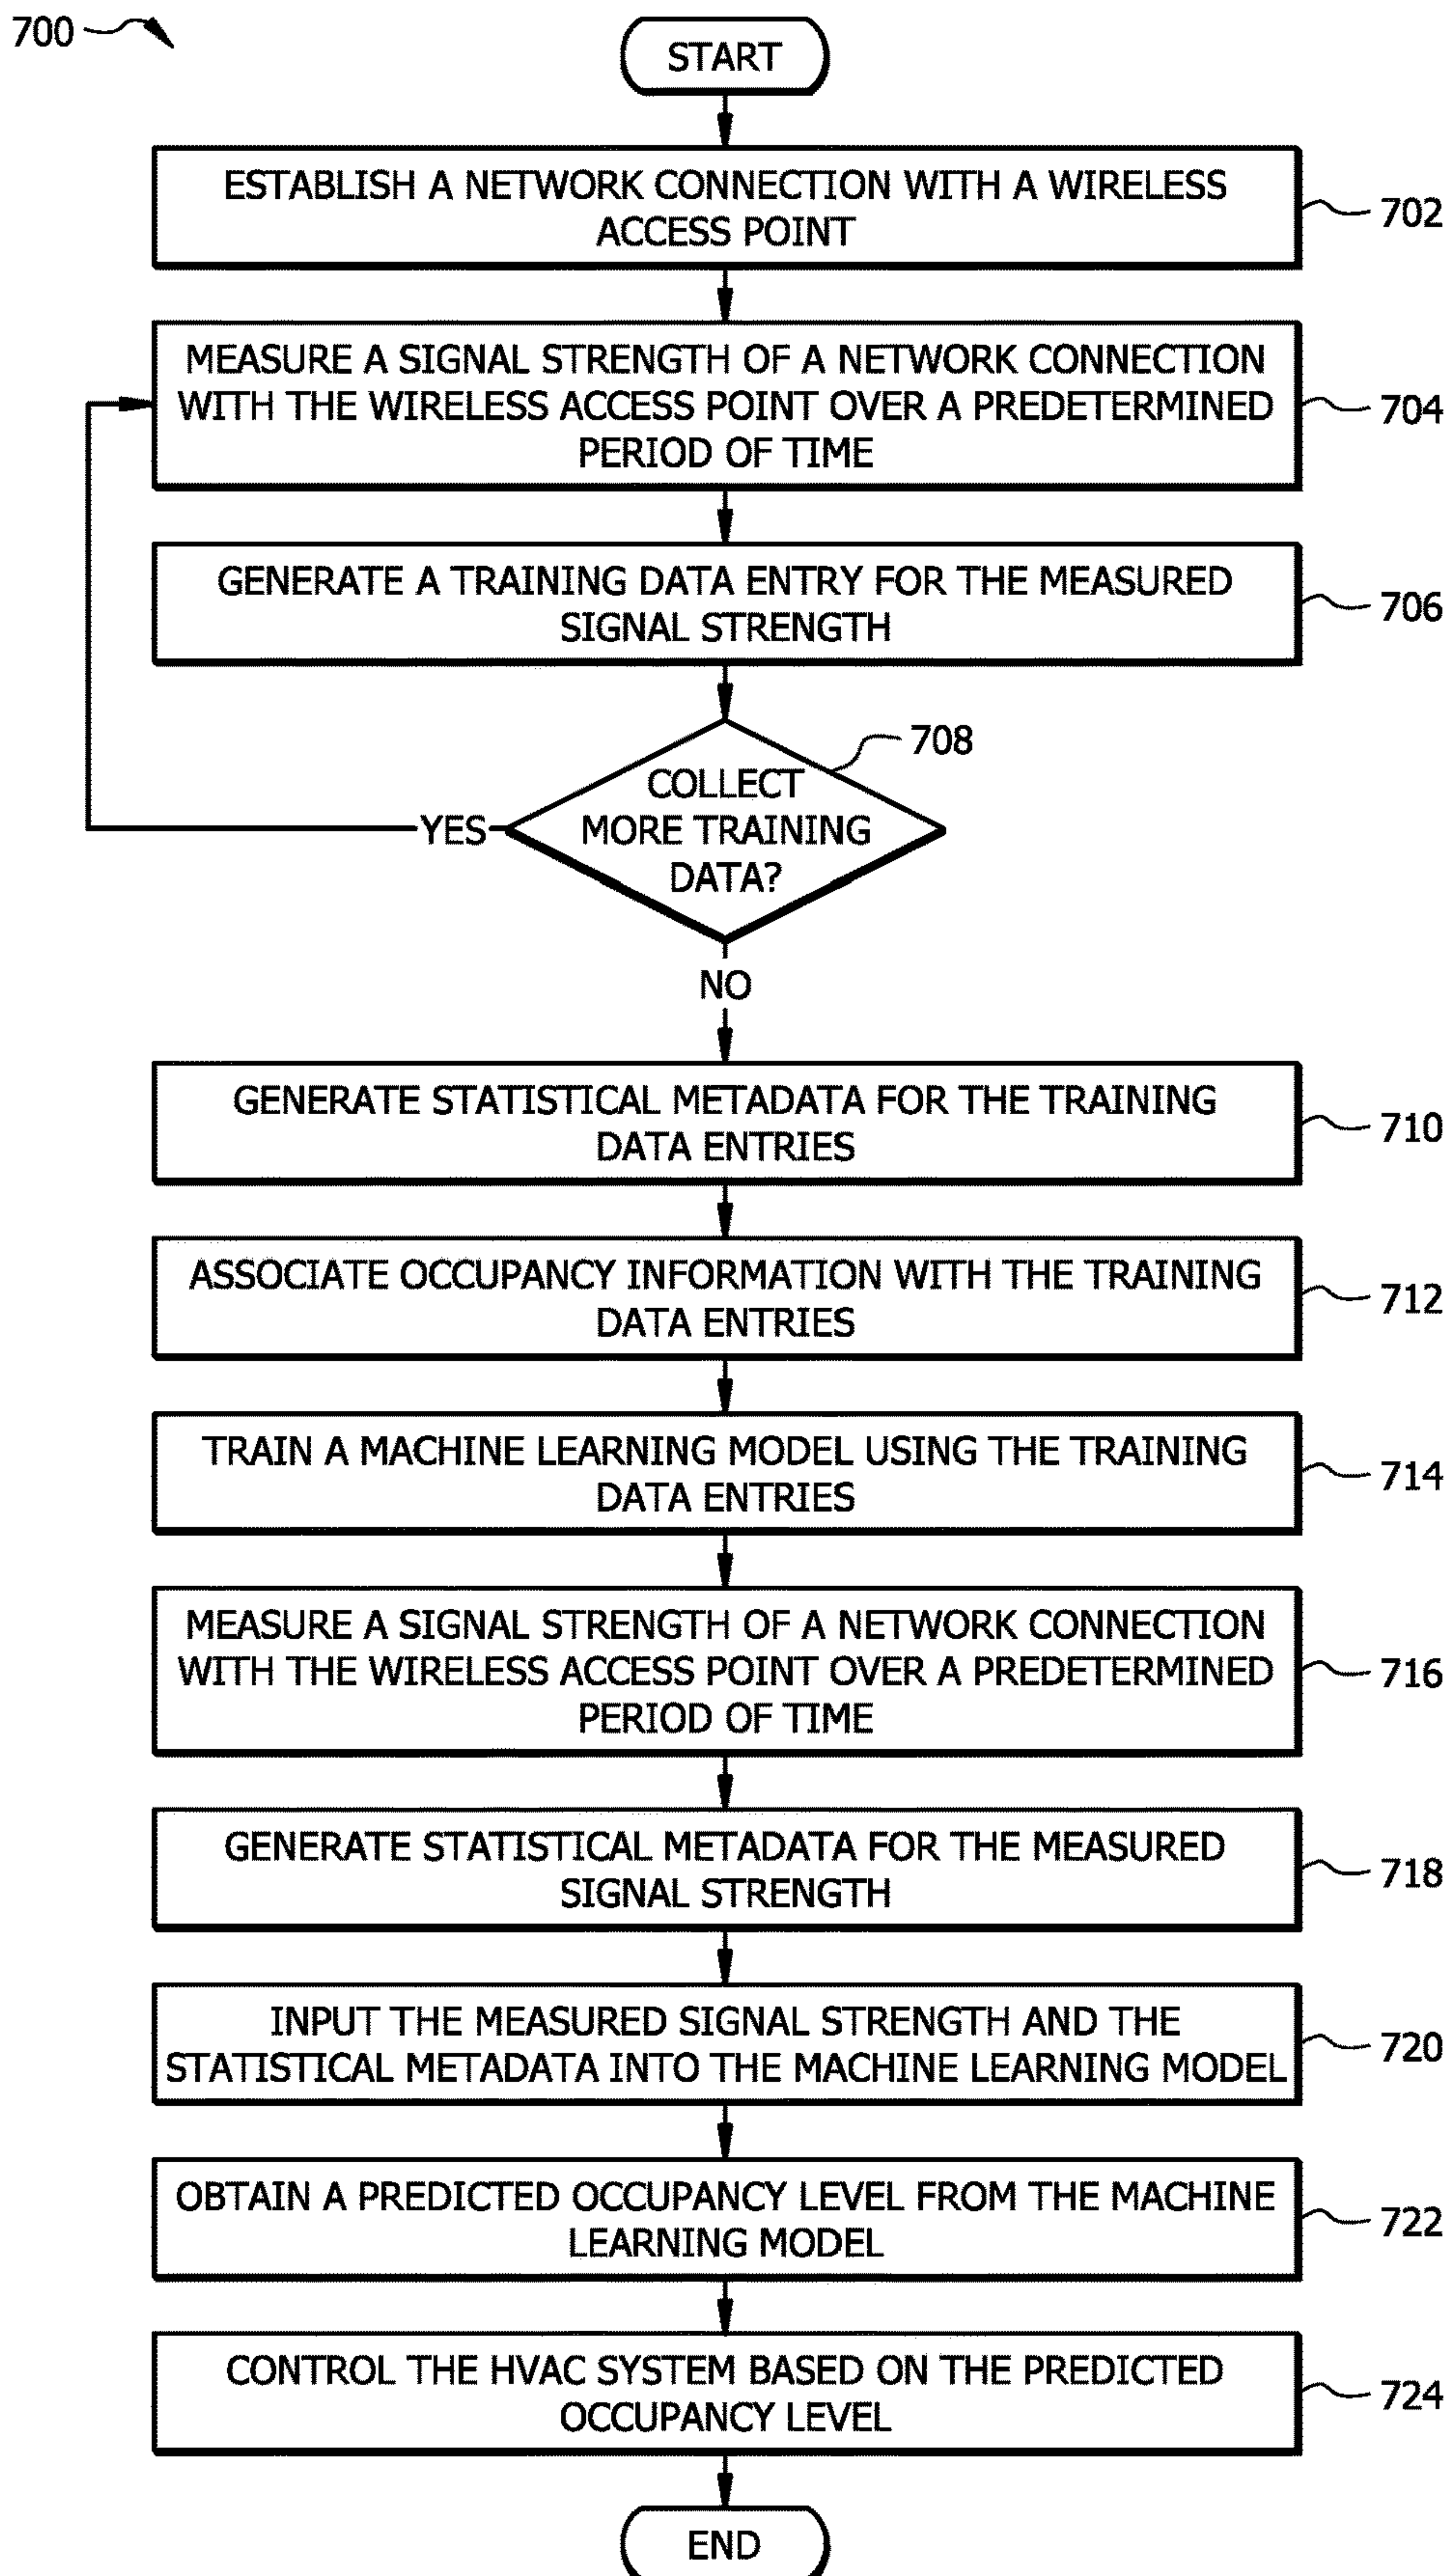 700
START
ESTABLISH A NETWORK CONNECTION WITH A WIRELESS
ACCESS POINT
702
MEASURE A SIGNAL STRENGTH OF A NETWORK CONNECTION
WITH THE WIRELESS ACCESS POINT OVER A PREDETERMINED
PERIOD OF TIME
704
GENERATE A TRAINING DATA ENTRY FOR THE MEASURED
SIGNAL STRENGTH
706
708
COLLECT
MORE TRAINING
DATA?
YES
NO
GENERATE STATISTICAL METADATA FOR THE TRAINING
DATA ENTRIES
710
ASSOCIATE OCCUPANCY INFORMATION WITH THE TRAINING
DATA ENTRIES
712
TRAIN A MACHINE LEARNING MODEL USING THE TRAINING
DATA ENTRIES
714
MEASURE A SIGNAL STRENGTH OF A NETWORK CONNECTION
WITH THE WIRELESS ACCESS POINT OVER A PREDETERMINED
PERIOD OF TIME
716
GENERATE STATISTICAL METADATA FOR THE MEASURED
SIGNAL STRENGTH
718
INPUT THE MEASURED SIGNAL STRENGTH AND THE
STATISTICAL METADATA INTO THE MACHINE LEARNING MODEL
720
OBTAIN A PREDICTED OCCUPANCY LEVEL FROM THE MACHINE
LEARNING MODEL
722
CONTROL THE HVAC SYSTEM BASED ON THE PREDICTED
OCCUPANCY LEVEL
724
END